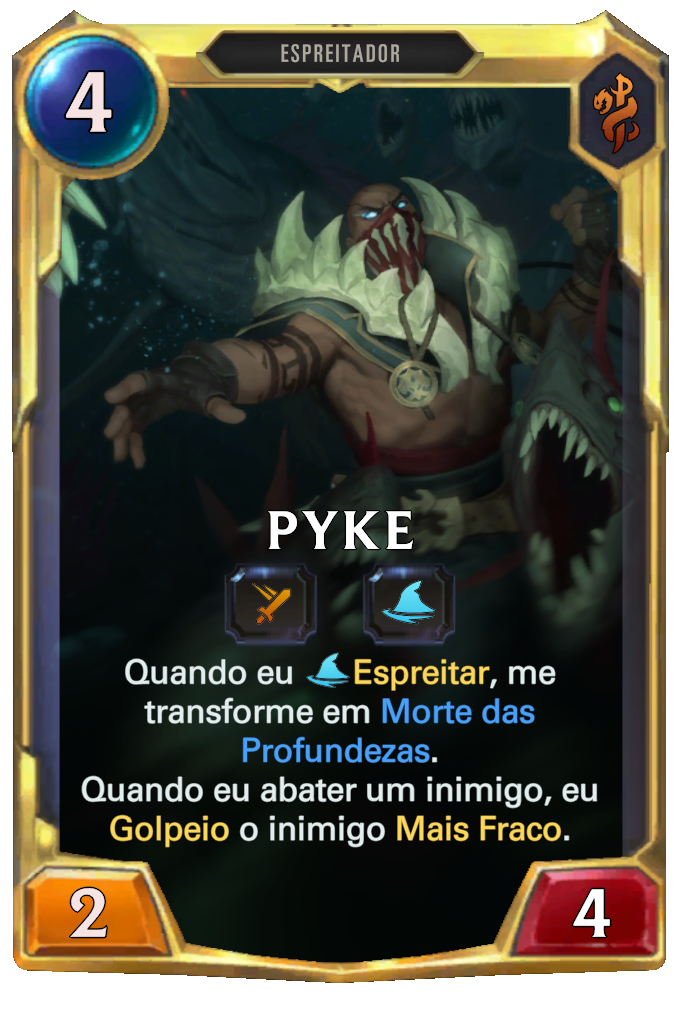 ESPREITADOR
4
PYKE
Quando eu Espreitar, me
transforme em Morte das
Profundezas.
Quando eu abater um inimigo, eu
Golpeio o inimigo Mais Fraco.
2
4